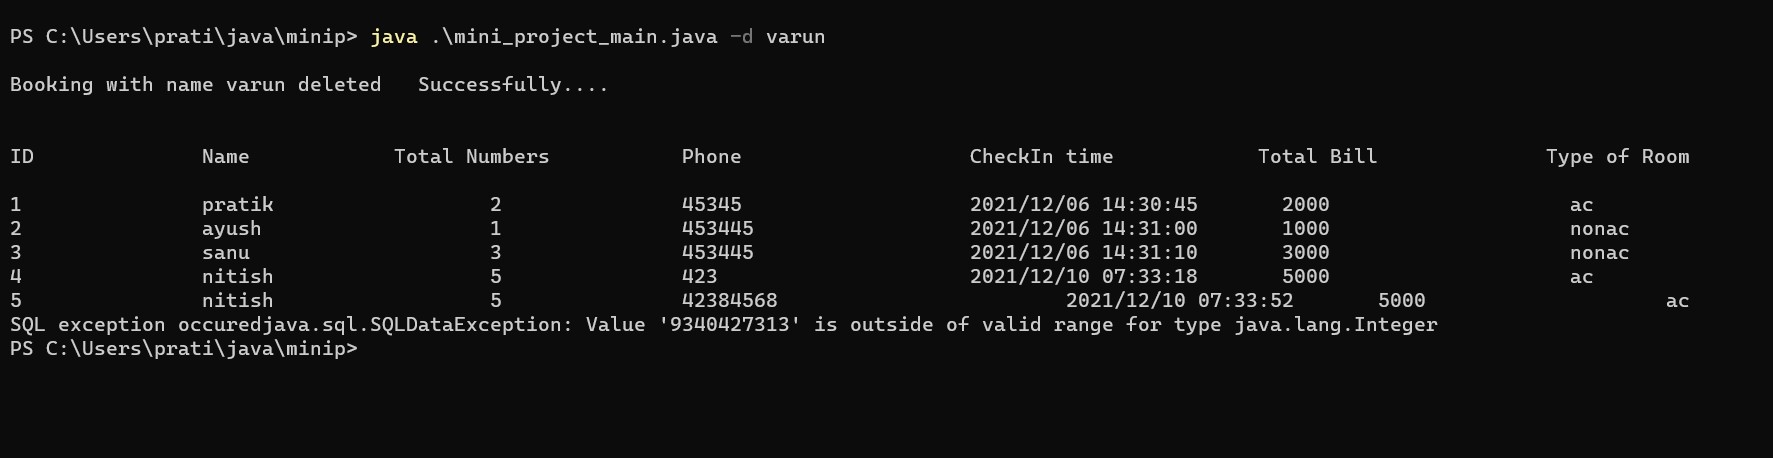 PS C:\Users\prati\java\minip> java .\mini_project_main.java -d varun
Booking with name varun deleted   Successfully....
ID              Name            Total Numbers           Phone                   CheckIn time            Total Bill              Type of Room
1               pratik                  2               45345                   2021/12/06 14:30:45       2000                    ac
2               ayush                   1               453445                  2021/12/06 14:31:00       1000                    nonac
3               sanu                    3               453445                  2021/12/06 14:31:10       3000                    nonac
4               nitish                  5               423                     2021/12/10 07:33:18       5000                    ac
5               nitish                  5               42384568                        2021/12/10 07:33:52       5000                    ac
SQL exception occuredjava.sql.SQLDataException: Value '9340427313' is outside of valid range for type java.lang.Integer
PS C:\Users\prati\java\minip>